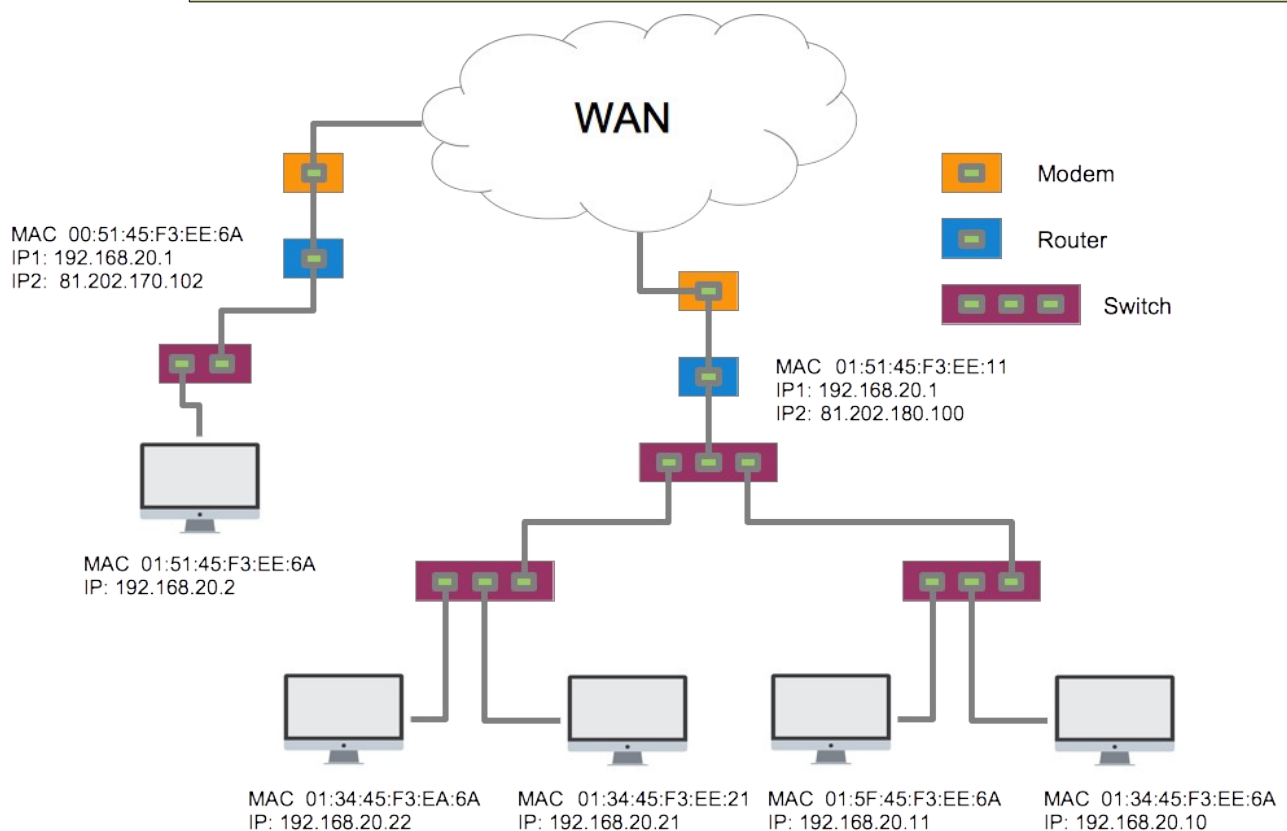 WAN
Modem
MAC 00:51:45:F3:EE:6A
IP1: 192.168.20.1
IP2: 81.202.170.102
Router
Switch
MAC 01:51:45:F3:EE:11
IP1: 192.168.20.1
IP2: 81.202.180.100
MAC 01:51:45:F3:EE:6A
IP: 192.168.20.2
MAC 01:34:45:F3:EA:6A
IP: 192.168.20.22
MAC 01:34:45:F3:EE:21
IP: 192.168.20.21
MAC 01:5F:45:F3:EE:6A
IP: 192.168.20.11
MAC 01:34:45:F3:EE:6A
IP: 192.168.20.10